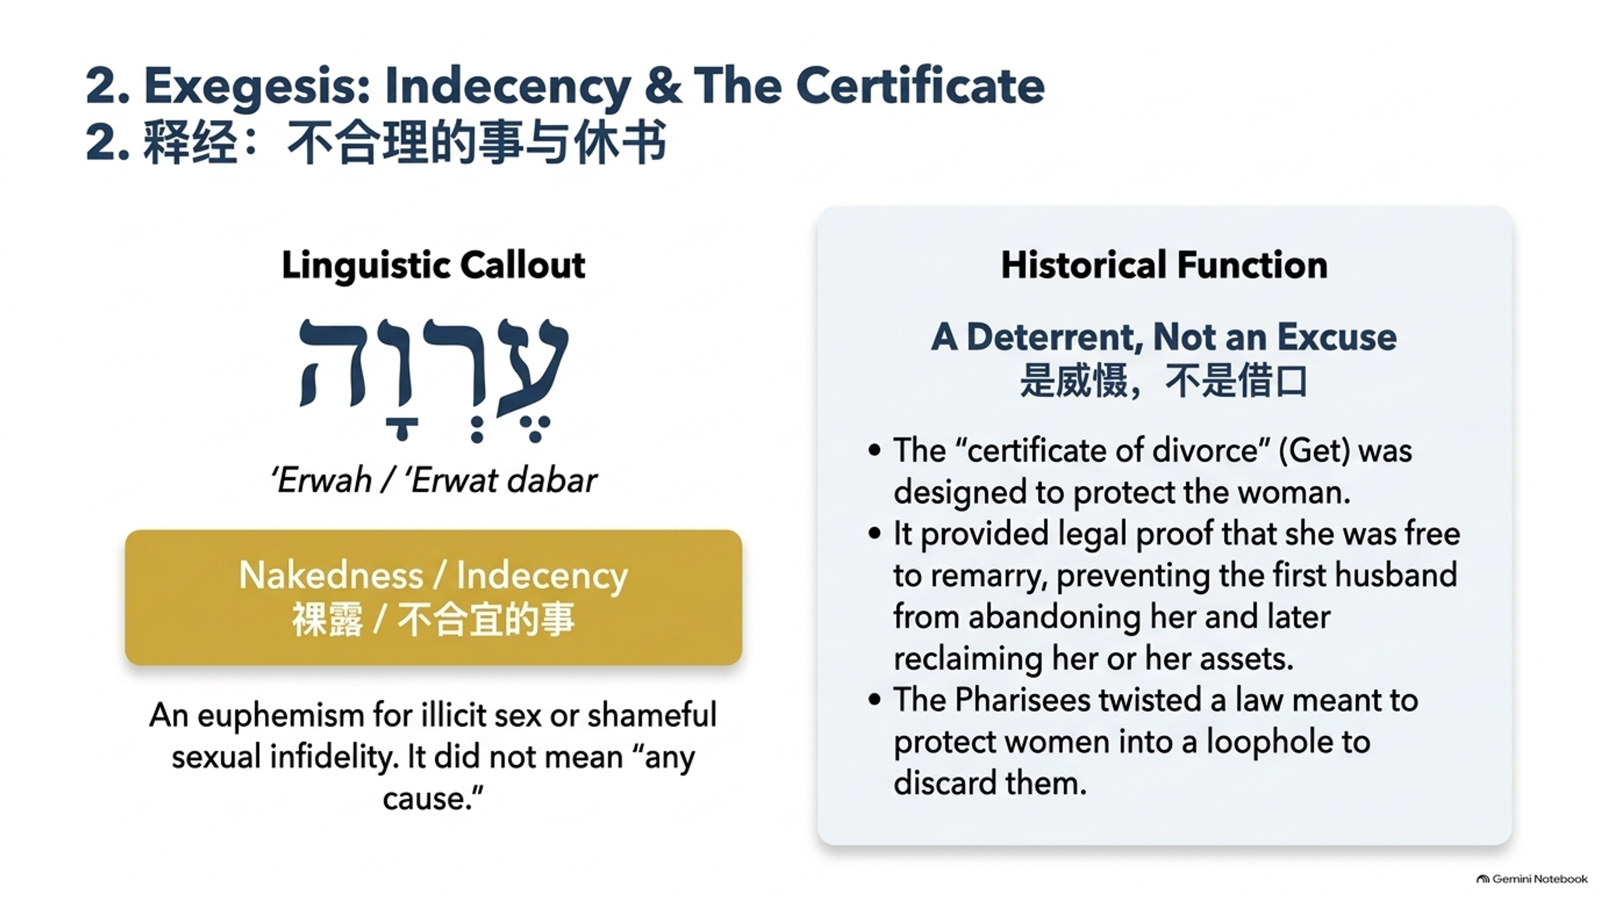 2. Exegesis: Indecency & The Certificate
2. 释经：不合理的事与休书
Linguistic Callout
עֶרְוָה
‘Erwah / ‘Erwat dabar
Nakedness / Indecency
裸露 / 不合宜的事
An euphemism for illicit sex or shameful
sexual infidelity. It did not mean “any
cause.”
Historical Function
A Deterrent, Not an Excuse
是威慑，不是借口
• The “certificate of divorce” (Get) was
designed to protect the woman.
• It provided legal proof that she was free
to remarry, preventing the first husband
from abandoning her and later
reclaiming her or her assets.
• The Pharisees twisted a law meant to
protect women into a loophole to
discard them.
Gemini Notebook